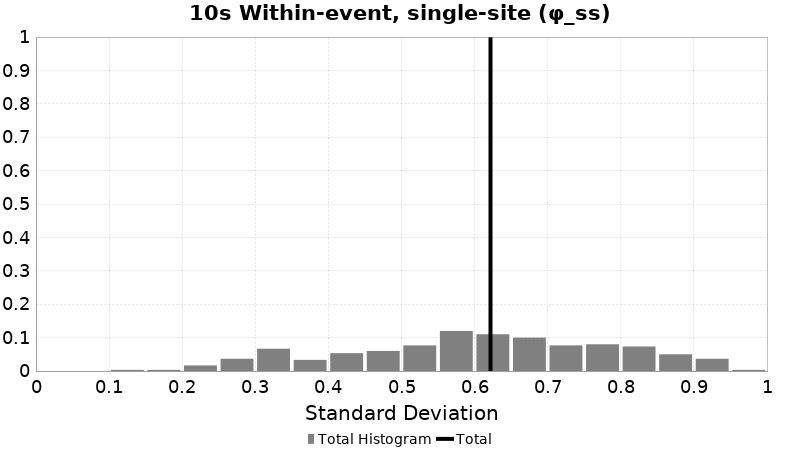 10s Within-event, single-site (φ_ss)
1
0.9
0.8
0.7
0.6
0.5
0.4
0.3
0.2
0.1
0
0 0.1 0.2 0.3 0.4 0.5 0.6 0.7 0.8 0.9 1
Standard Deviation
Total Histogram Total